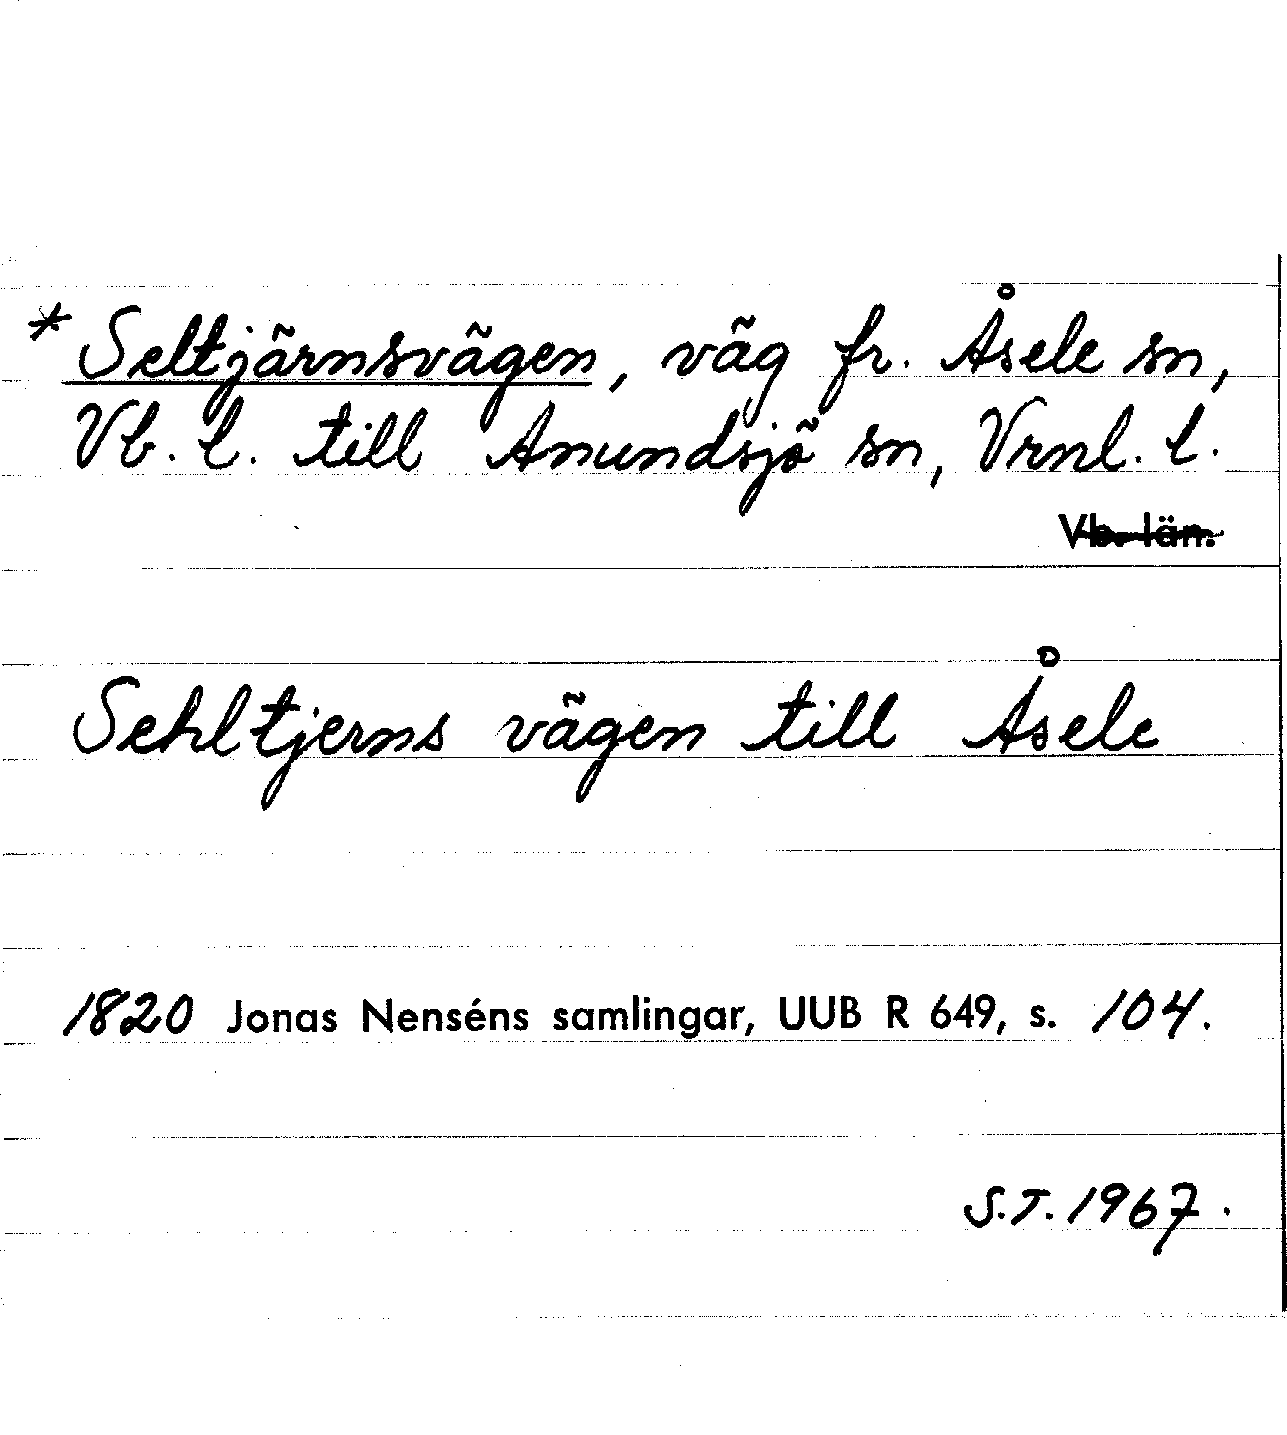 * Seltjärnsvägen, väg fr. Åsele sn,
Vb. l. till Anundsjö sn, Vrnl. l.
Vb. län.
Sehltjerns vägen till Åsele
1820 Jonas Nenséns samlingar, UUB R 649, s. 104.
S.T. 1967.